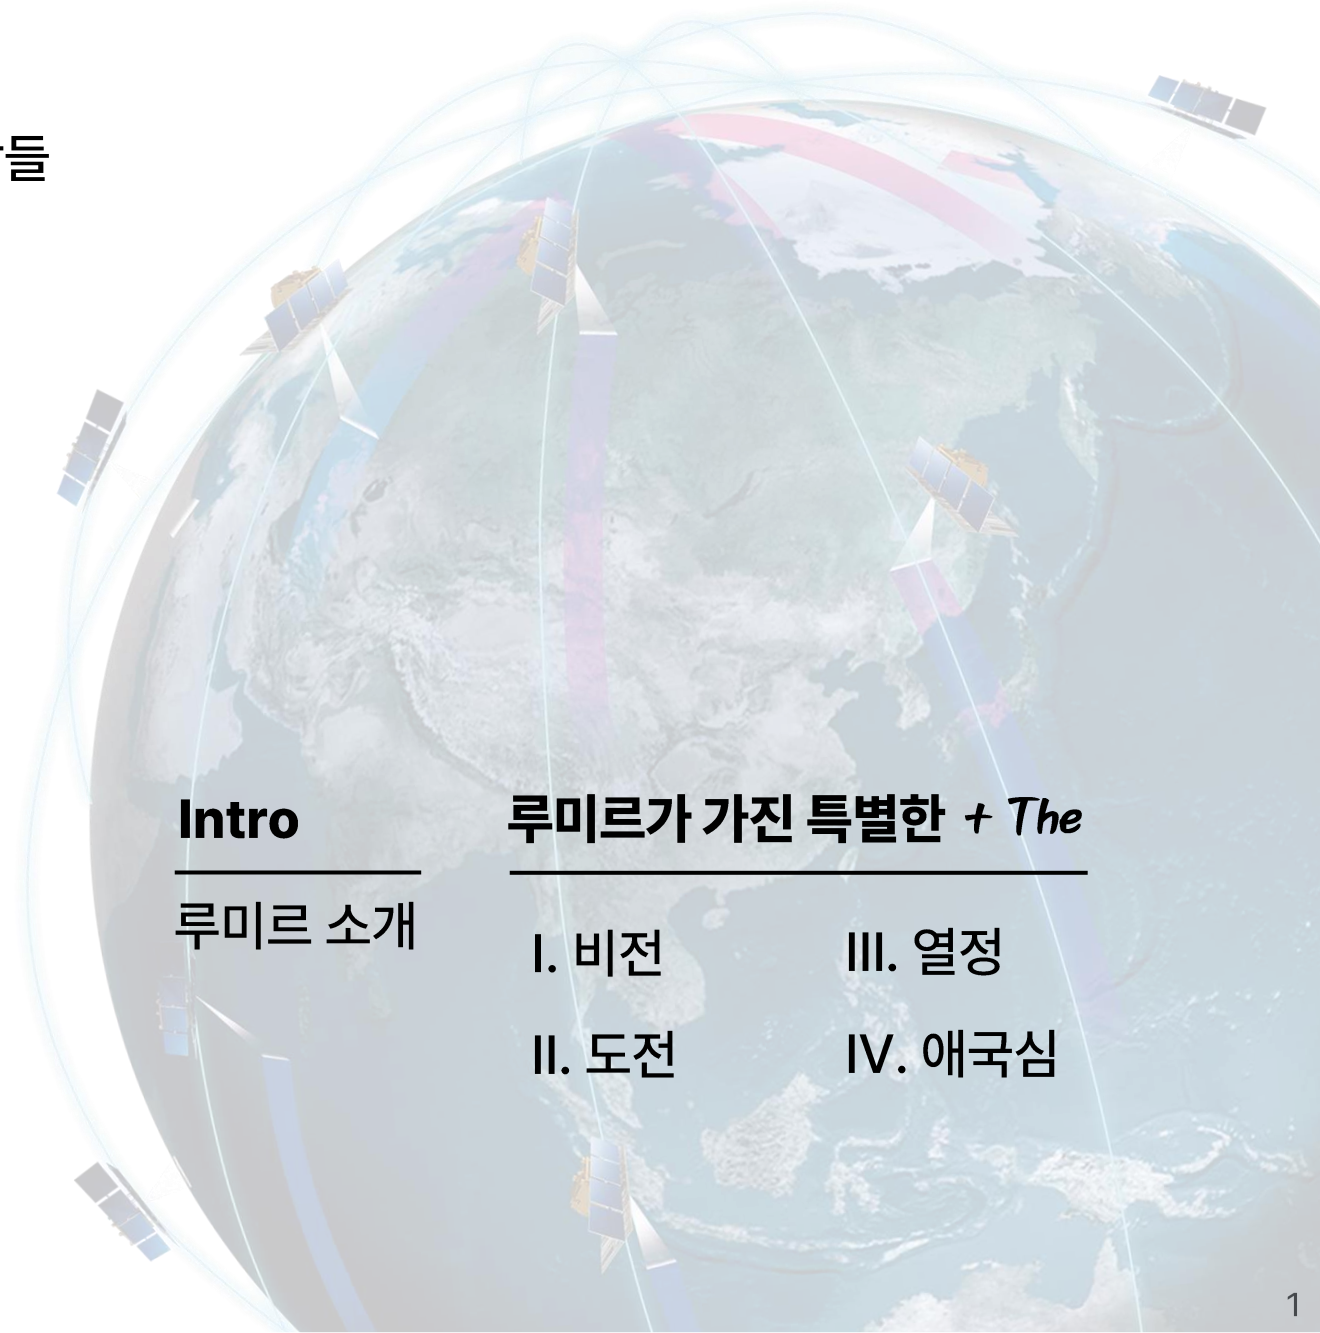 들
Intro
루미르 소개
루미르가 가진 특별한 + The
I. 비전
II. 도전
III. 열정
IV. 애국심
1